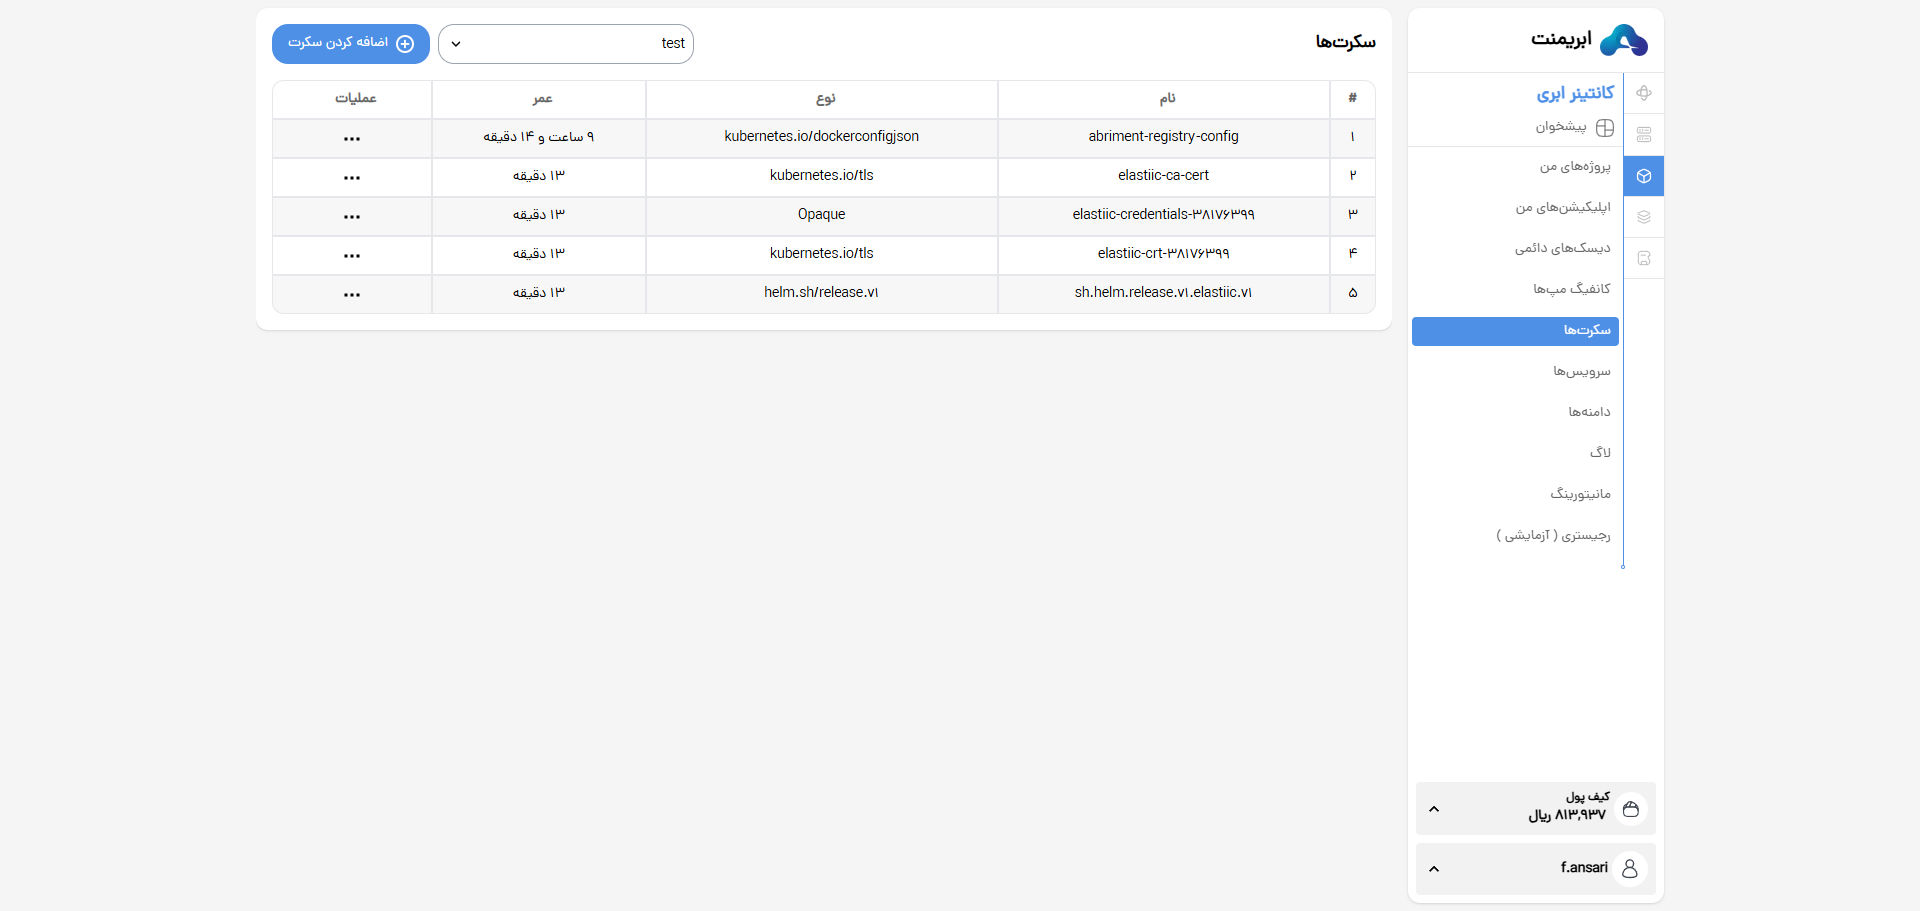 ابریمنت
کانتینر ابری
پیشخوان
پروژه‌های من
اپلیکیشن‌های من
دیسک‌های دائمی
کانفیگ مپ‌ها
سکرت‌ها
سرویس‌ها
دامنه‌ها
لاگ
مانیتورینگ
رجیستری ( آزمایشی )
کیف پول
۸۱۳,۹۳۷ ریال
f.ansari
سکرت‌ها
test
اضافه کردن سکرت
# نام نوع عمر عملیات
۱ abriment-registry-config kubernetes.io/dockerconfigjson ۹ ساعت و ۱۴ دقیقه
۲ elastiic-ca-cert kubernetes.io/tls ۱۳ دقیقه
۳ elastiic-credentials-۳۸۱۷۶۳۹۹ Opaque ۱۳ دقیقه
۴ elastiic-crt-۳۸۱۷۶۳۹۹ kubernetes.io/tls ۱۳ دقیقه
۵ sh.helm.release.v۱.elastiic.v۱ helm.sh/release.v۱ ۱۳ دقیقه